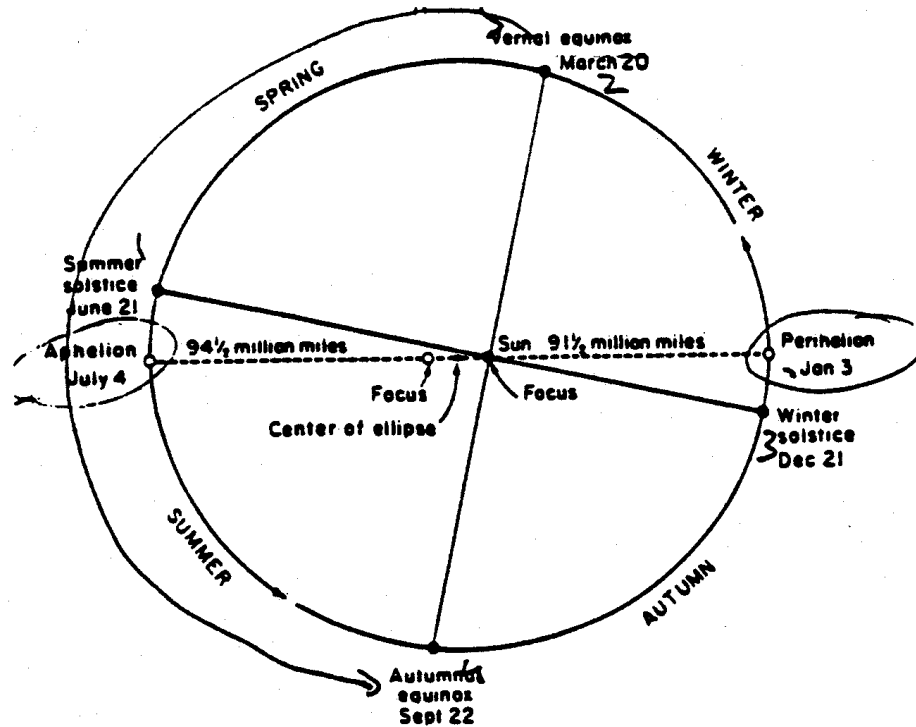 Vernal equinox
March 20
2
SPRING
WINTER
Summer
solstice
June 21
Aphelion
July 4
94½ million miles
Sun 91½ million miles
Perihelion
Jan 3
Focus
Focus
Center of ellipse
Winter
solstice
Dec 21
3
SUMMER
AUTUMN
Autumnal
equinox
Sept 22